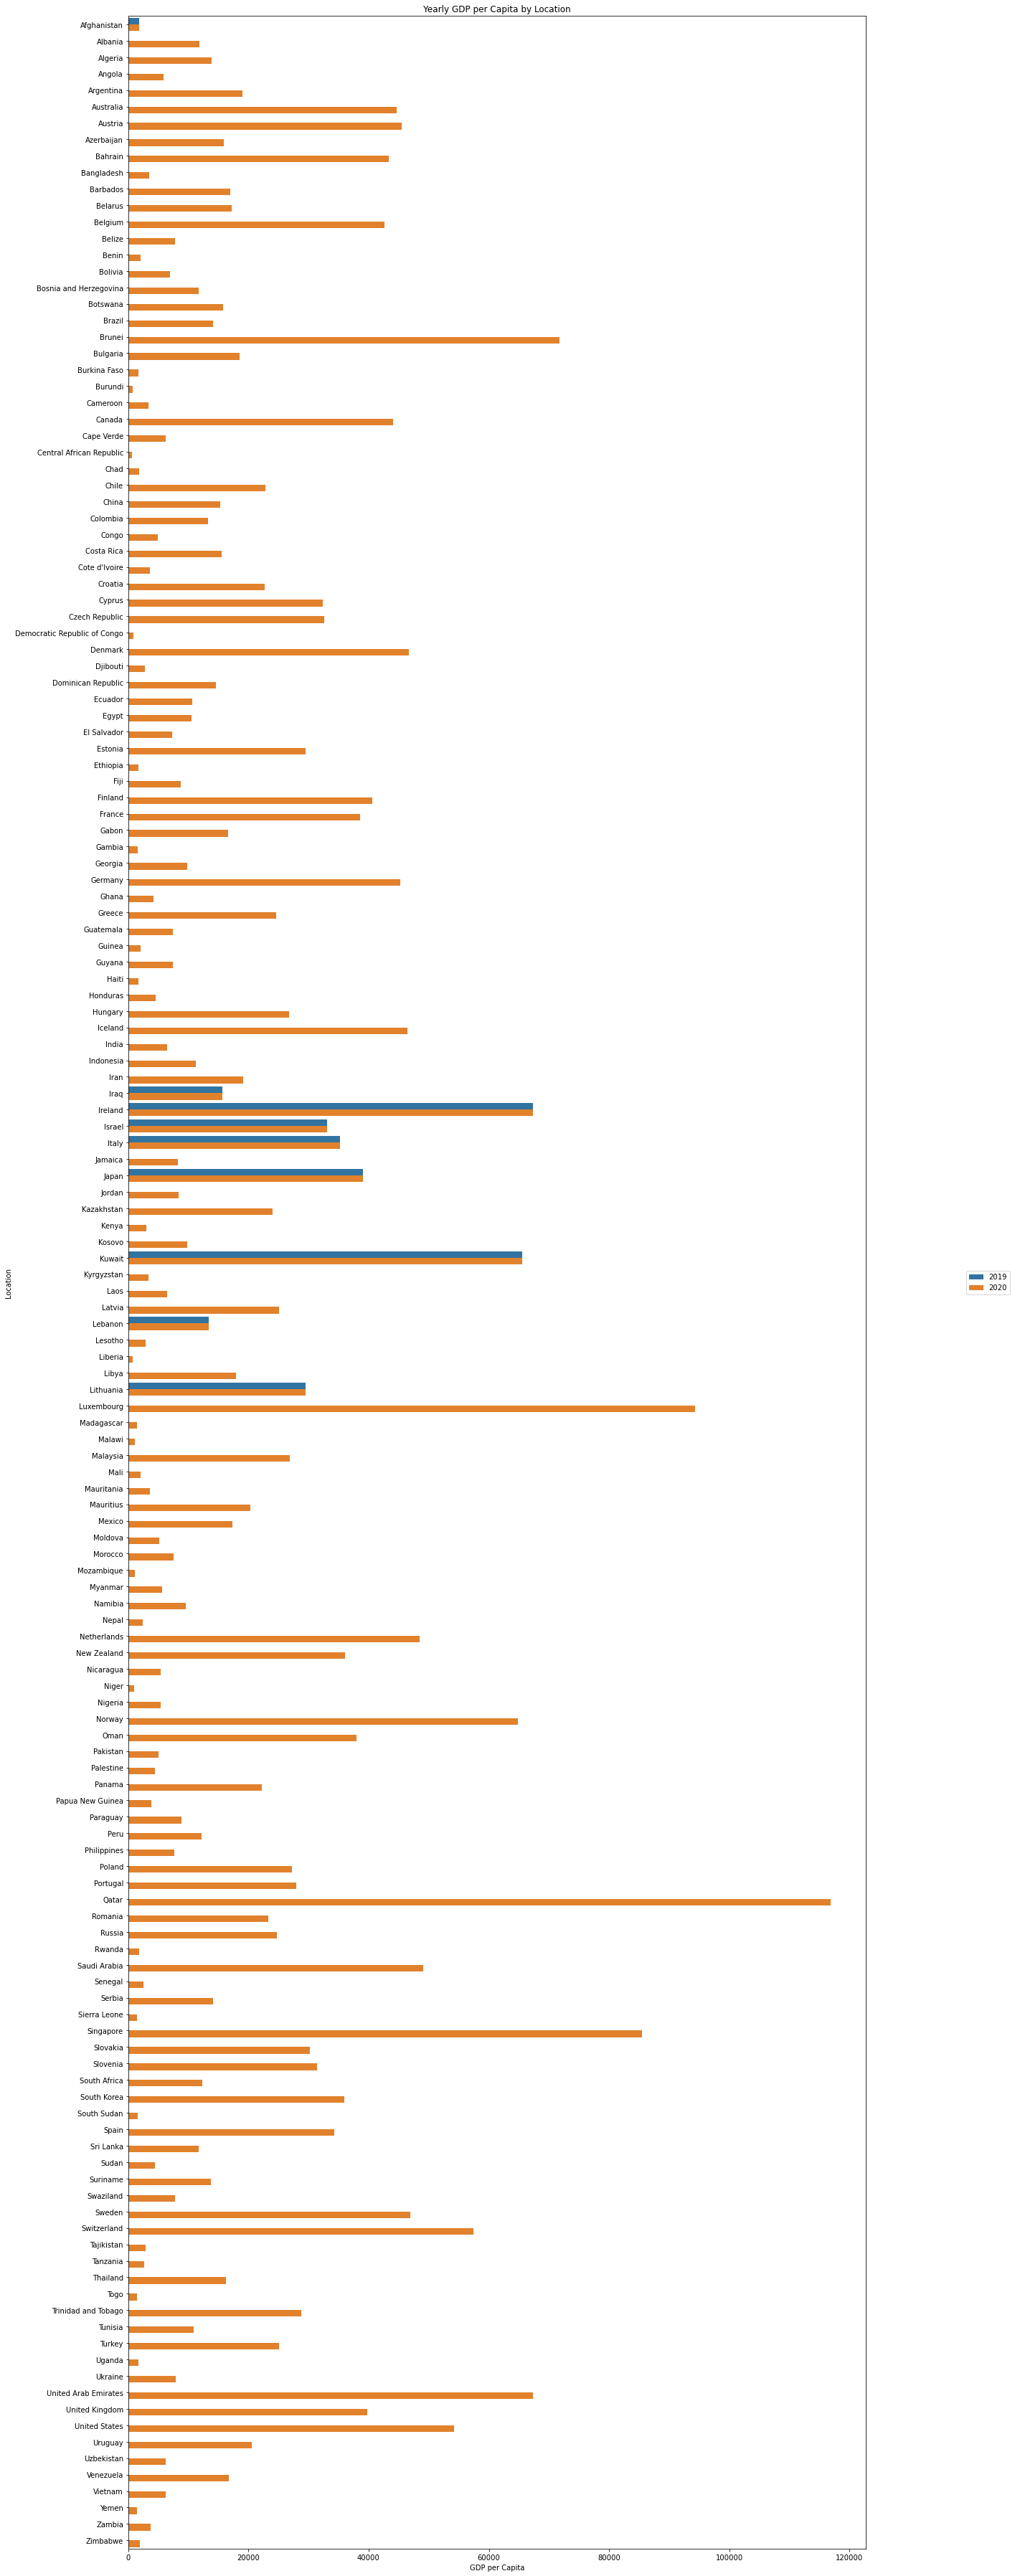 Yearly GDP per Capita by Location
Afghanistan
Albania
Algeria
Angola
Argentina
Australia
Austria
Azerbaijan
Bahrain
Bangladesh
Barbados
Belarus
Belgium
Belize
Benin
Bolivia
Bosnia and Herzegovina
Botswana
Brazil
Brunei
Bulgaria
Burkina Faso
Burundi
Cameroon
Canada
Cape Verde
Central African Republic
Chad
Chile
China
Colombia
Congo
Costa Rica
Cote d'Ivoire
Croatia
Cyprus
Czech Republic
Democratic Republic of Congo
Denmark
Djibouti
Dominican Republic
Ecuador
Egypt
El Salvador
Estonia
Ethiopia
Fiji
Finland
France
Gabon
Gambia
Georgia
Germany
Ghana
Greece
Guatemala
Guinea
Guyana
Haiti
Honduras
Hungary
Iceland
India
Indonesia
Iran
Iraq
Ireland
Israel
Italy
Jamaica
Japan
Jordan
Kazakhstan
Kenya
Kosovo
Kuwait
Kyrgyzstan
Laos
Latvia
Lebanon
Lesotho
Liberia
Libya
Lithuania
Luxembourg
Madagascar
Malawi
Malaysia
Mali
Mauritania
Mauritius
Mexico
Moldova
Morocco
Mozambique
Myanmar
Namibia
Nepal
Netherlands
New Zealand
Nicaragua
Niger
Nigeria
Norway
Oman
Pakistan
Palestine
Panama
Papua New Guinea
Paraguay
Peru
Philippines
Poland
Portugal
Qatar
Romania
Russia
Rwanda
Saudi Arabia
Senegal
Serbia
Sierra Leone
Singapore
Slovakia
Slovenia
South Africa
South Korea
South Sudan
Spain
Sri Lanka
Sudan
Suriname
Swaziland
Sweden
Switzerland
Tajikistan
Tanzania
Thailand
Togo
Trinidad and Tobago
Tunisia
Turkey
Uganda
Ukraine
United Arab Emirates
United Kingdom
United States
Uruguay
Uzbekistan
Venezuela
Vietnam
Yemen
Zambia
Zimbabwe
Location
2019
2020
0 20000 40000 60000 80000 100000 120000
GDP per Capita